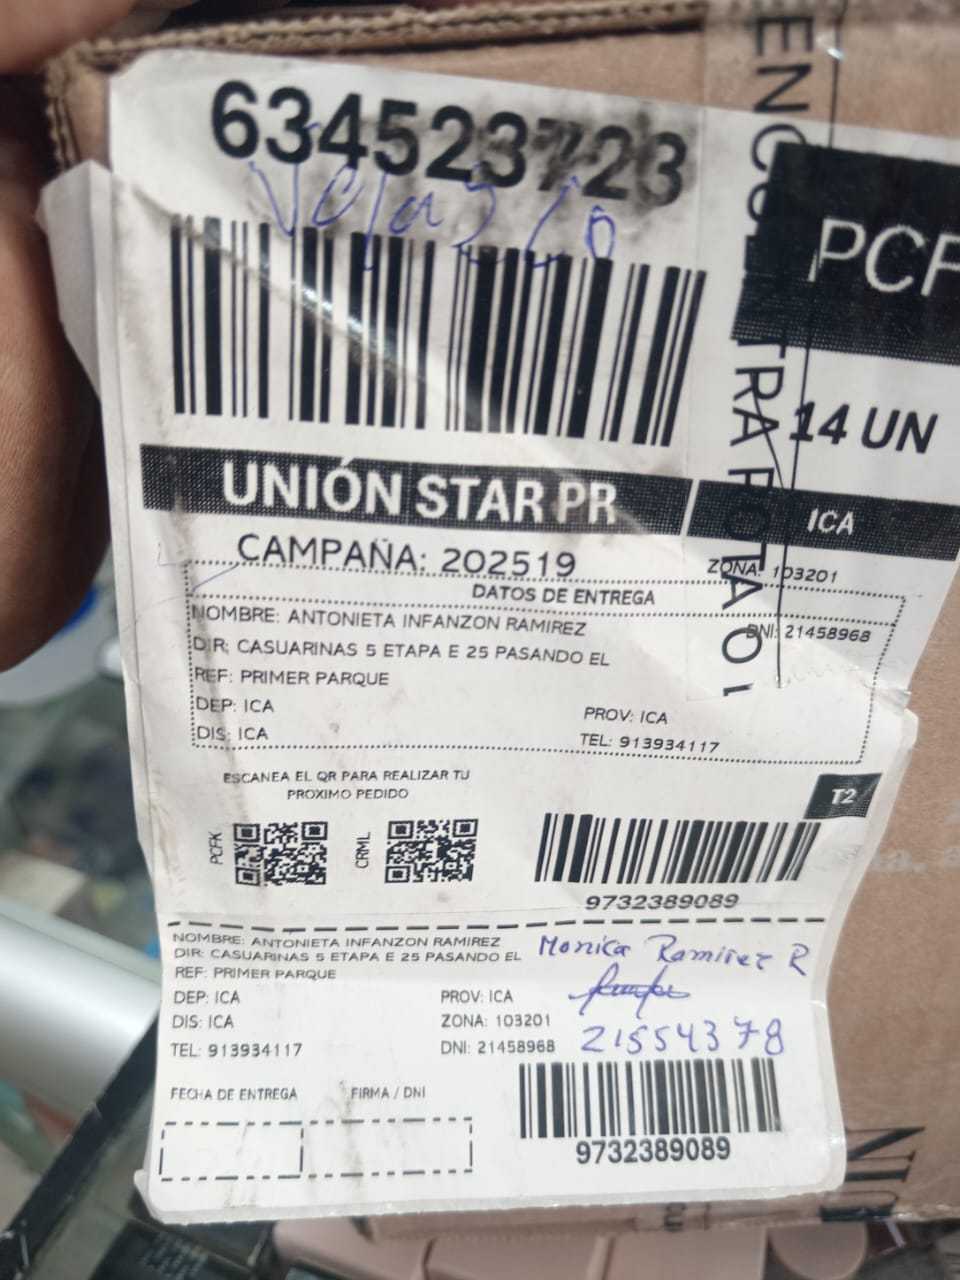 634523723
Velazco
PCF
14 UN
UNIÓN STAR PR
ICA
CAMPAÑA: 202519
ZONA: 103201
DATOS DE ENTREGA
NOMBRE: ANTONIETA INFANZON RAMIREZ
DNI: 21458968
DIR: CASUARINAS 5 ETAPA E 25 PASANDO EL
REF: PRIMER PARQUE
DEP: ICA
PROV: ICA
DIS: ICA
TEL: 913934117
ESCANEA EL QR PARA REALIZAR TU
PROXIMO PEDIDO
T2
PCFK
CRML
9732389089
NOMBRE: ANTONIETA INFANZON RAMIREZ
DIR: CASUARINAS 5 ETAPA E 25 PASANDO EL
Monica Ramirez R
REF: PRIMER PARQUE
DEP: ICA
PROV: ICA
DIS: ICA
ZONA: 103201
TEL: 913934117
DNI: 21458968
21554378
FECHA DE ENTREGA
FIRMA / DNI
9732389089